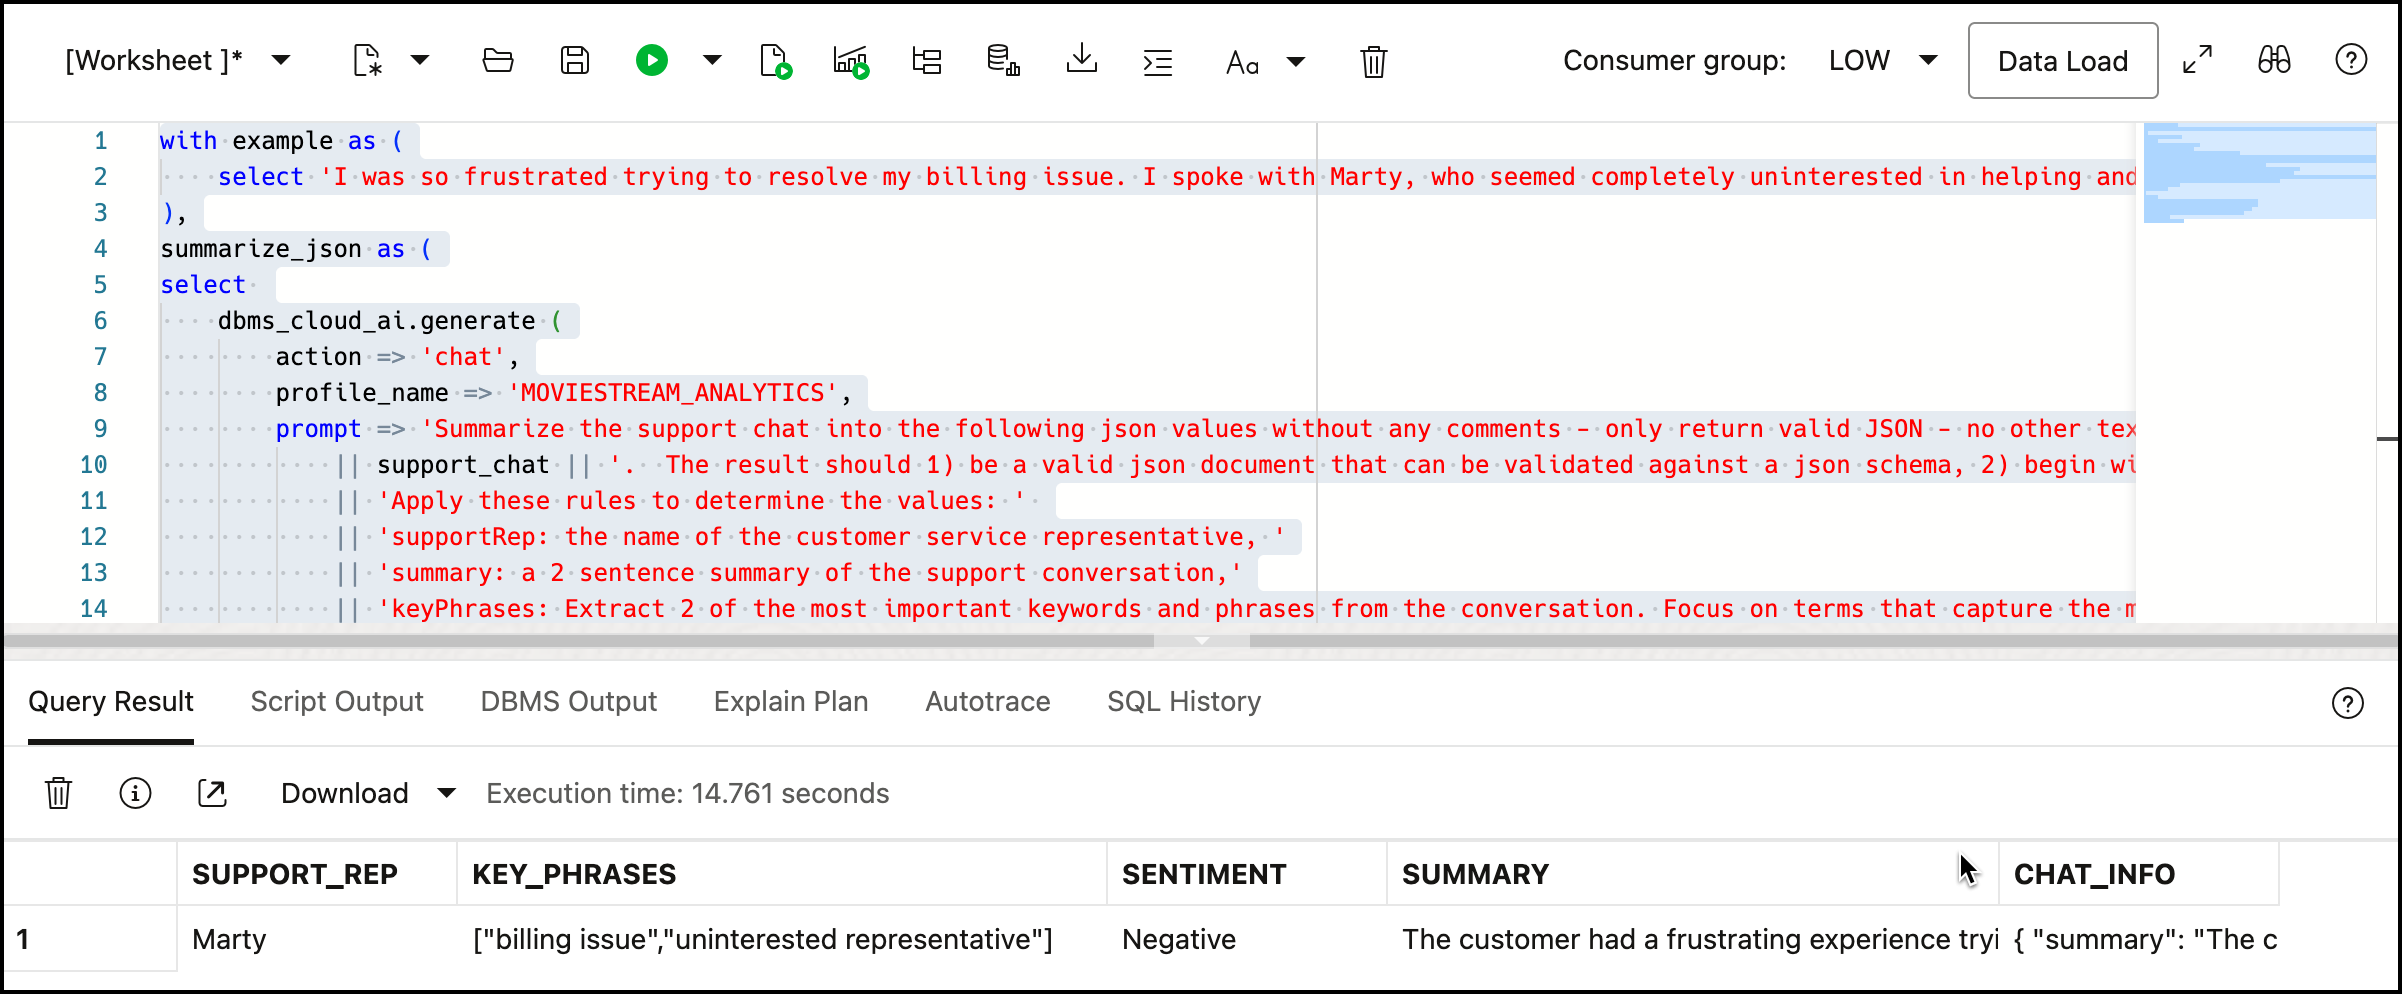 [Worksheet ]* Aa Consumer group: LOW Data Load
1 with example as (
2 select 'I was so frustrated trying to resolve my billing issue. I spoke with Marty, who seemed completely uninterested in helping and
3 ),
4 summarize_json as (
5 select
6 dbms_cloud_ai.generate (
7 action => 'chat',
8 profile_name => 'MOVIESTREAM_ANALYTICS',
9 prompt => 'Summarize the support chat into the following json values without any comments - only return valid JSON - no other tex
10 || support_chat || '.  The result should 1) be a valid json document that can be validated against a json schema, 2) begin wi
11 || 'Apply these rules to determine the values: '
12 || 'supportRep: the name of the customer service representative, '
13 || 'summary: a 2 sentence summary of the support conversation,'
14 || 'keyPhrases: Extract 2 of the most important keywords and phrases from the conversation. Focus on terms that capture the m
Query Result Script Output DBMS Output Explain Plan Autotrace SQL History
Download Execution time: 14.761 seconds
SUPPORT_REP KEY_PHRASES SENTIMENT SUMMARY CHAT_INFO
1 Marty ["billing issue","uninterested representative"] Negative The customer had a frustrating experience tryi { "summary": "The c